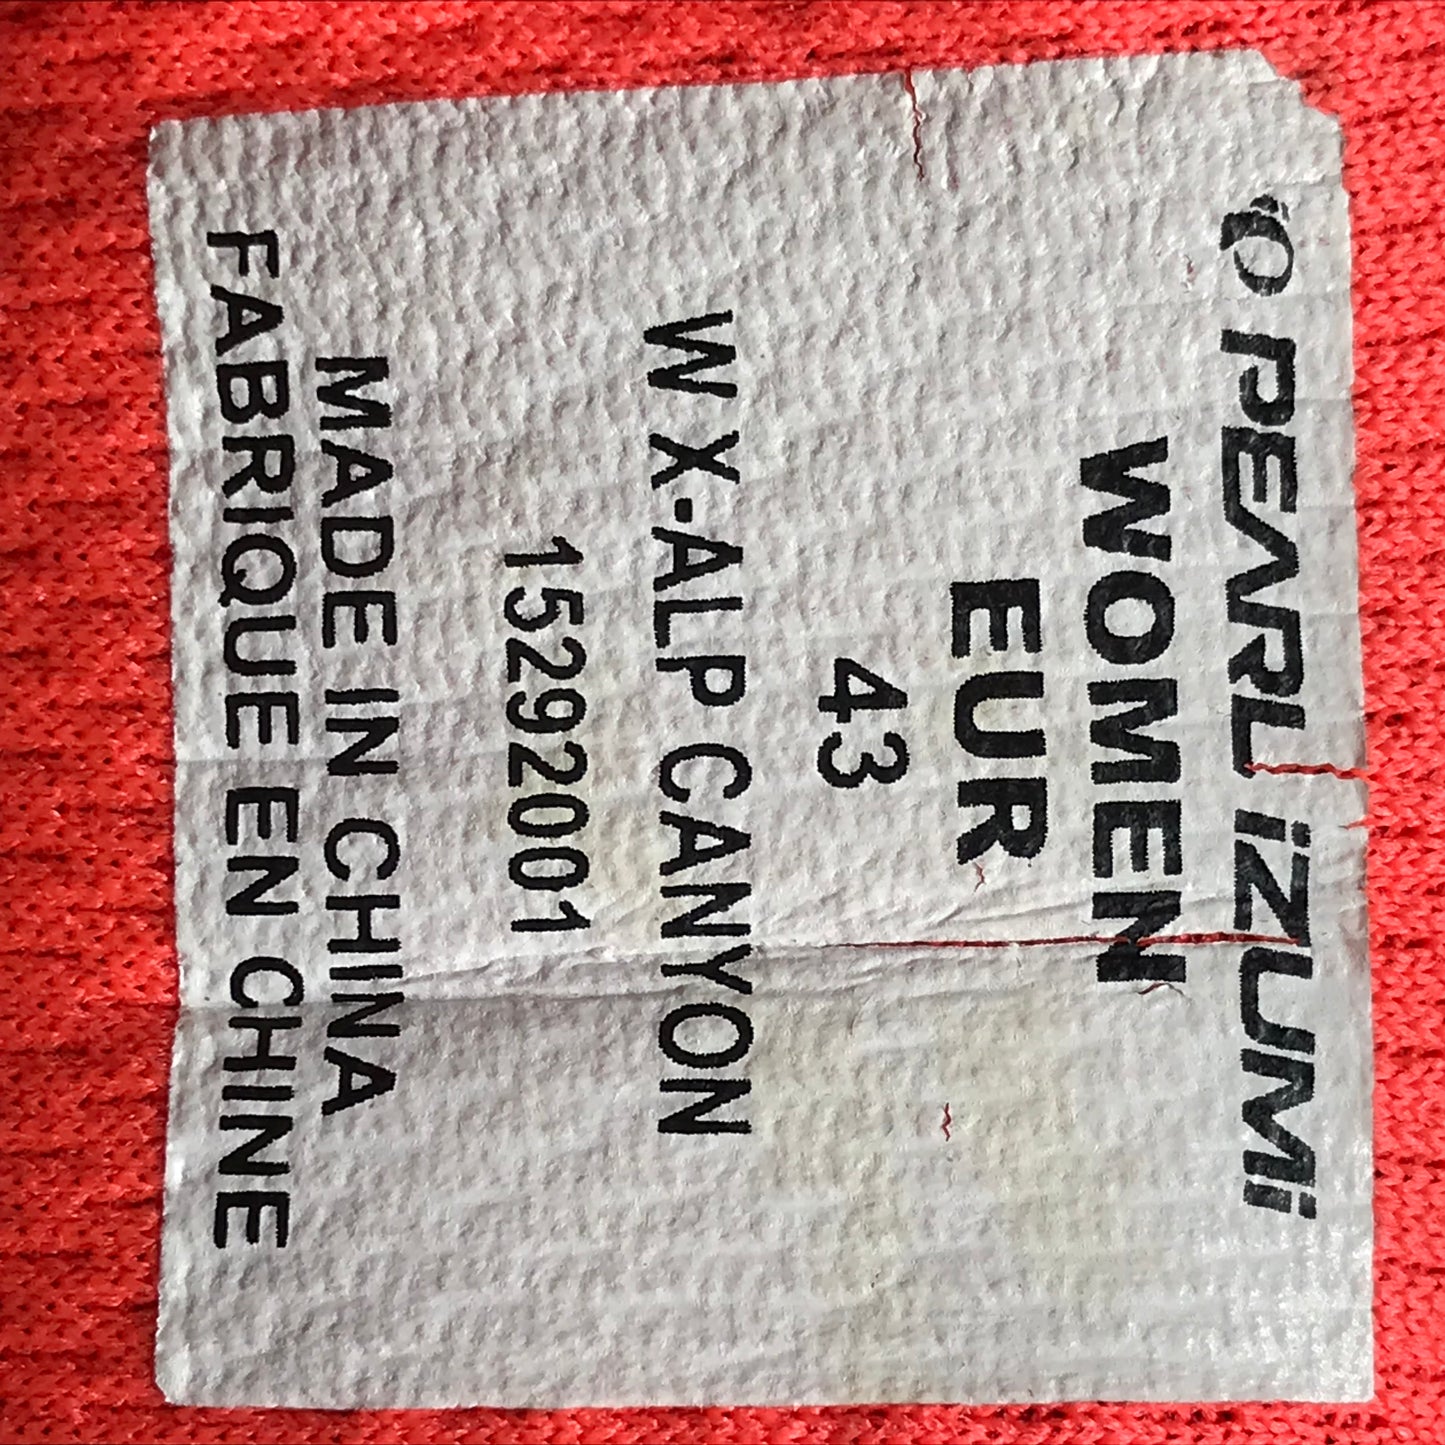 PEARL iZUMi
WOMEN
EUR
43
W X-ALP CANYON
15292001
MADE IN CHINA
FABRIQUE EN CHINE